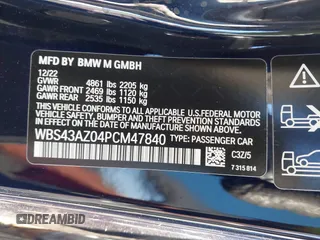 MFD BY BMW M GMBH
12/22
GVWR 4861 lbs 2205 kg
GAWR FRONT 2469 lbs 1120 kg
GAWR REAR 2535 lbs 1150 kg
THIS VEHICLE CONFORMS TO ALL APPLICABLE
U.S. FEDERAL MOTOR VEHICLE SAFETY, BUMPER,
AND THEFT PREVENTION STANDARDS IN EFFECT
ON THE DATE OF MANUFACTURE SHOWN ABOVE.
WBS43AZ04PCM47840 TYPE: PASSENGER CAR
C3Z/5
7 315 814
DREAMBID